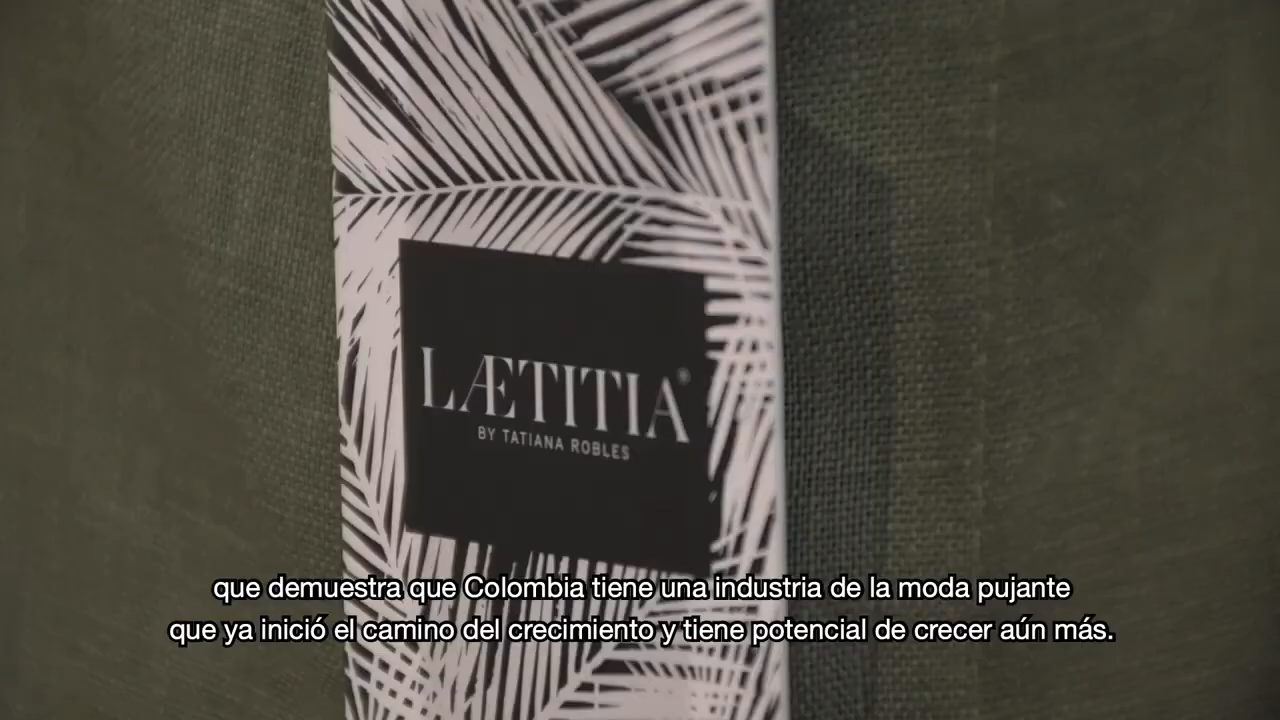 LÆTITIA®
BY TATIANA ROBLES
que demuestra que Colombia tiene una industria de la moda pujante
que ya inició el camino del crecimiento y tiene potencial de crecer aún más.